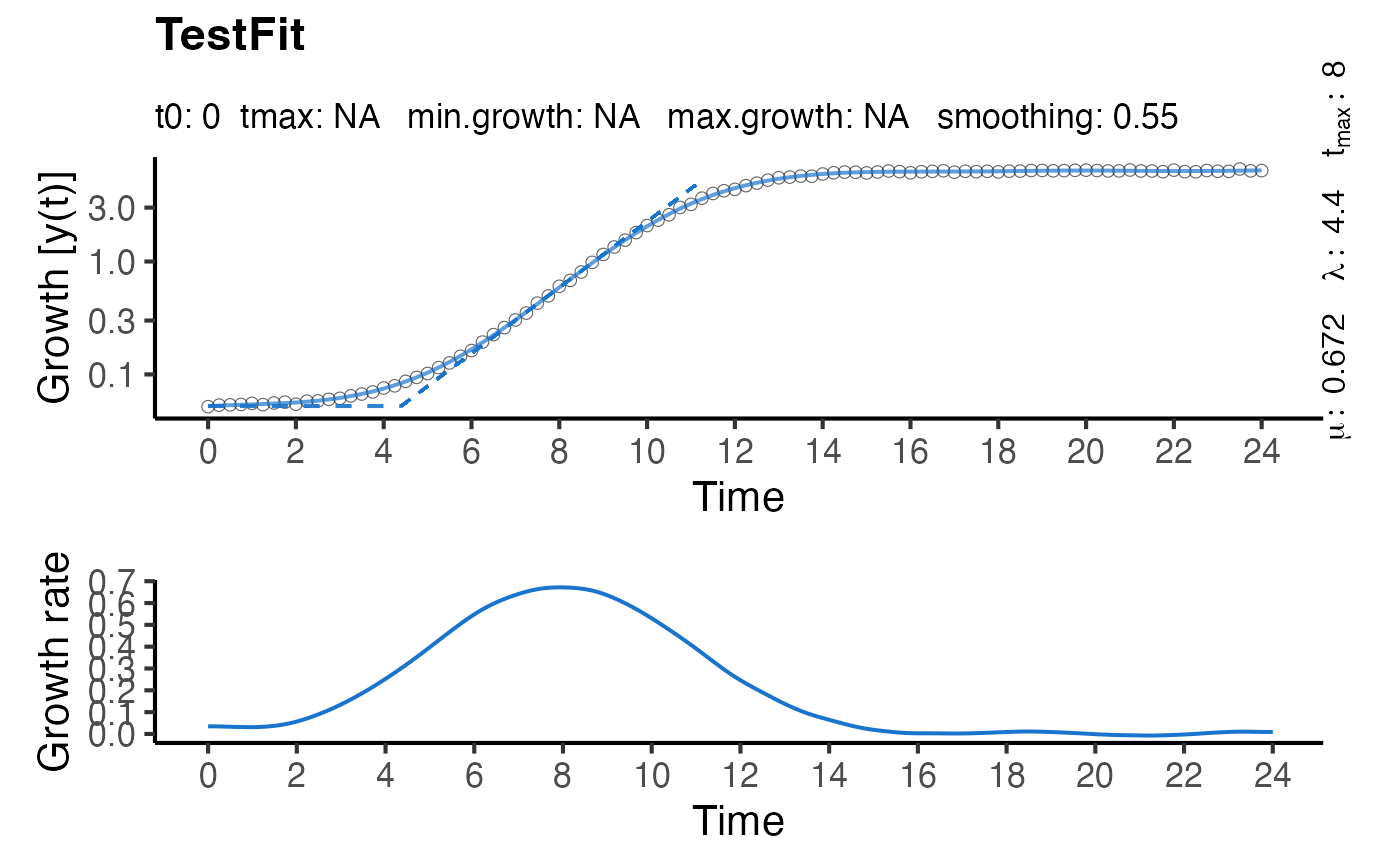 TestFit
t0: 0 tmax: NA min.growth: NA max.growth: NA smoothing: 0.55
Growth [y(t)]
3.0
1.0
0.3
0.1
0 2 4 6 8 10 12 14 16 18 20 22 24
Time
μ: 0.672 λ: 4.4 tmax: 8
Growth rate
0.7
0.6
0.5
0.4
0.3
0.2
0.1
0.0
0 2 4 6 8 10 12 14 16 18 20 22 24
Time